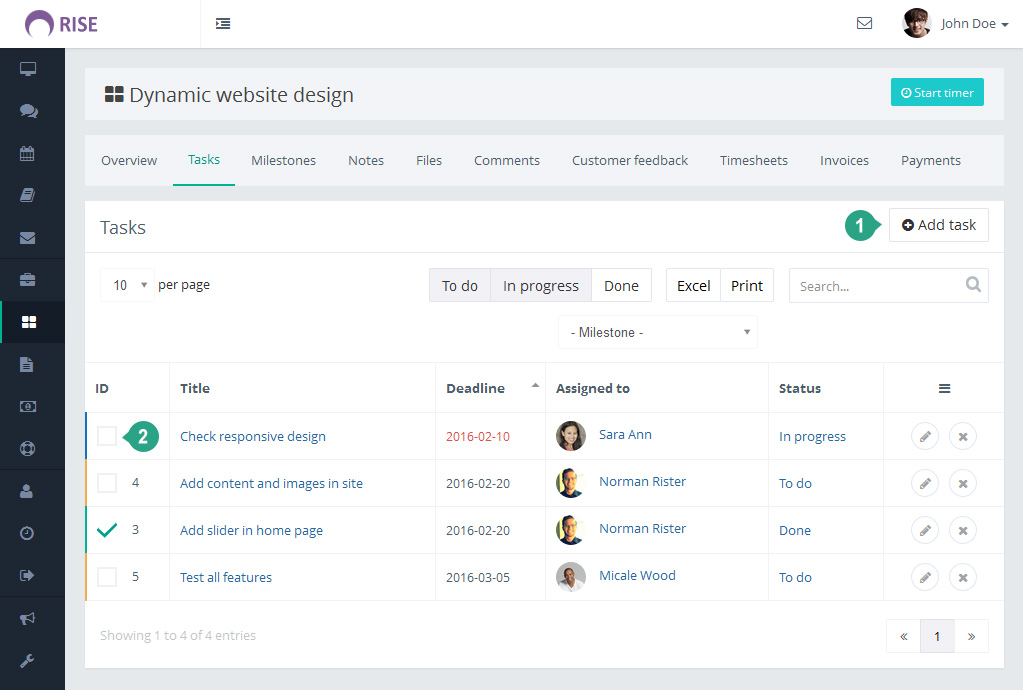 RISE
John Doe
Dynamic website design
Start timer
Overview Tasks Milestones Notes Files Comments Customer feedback Timesheets Invoices Payments
Tasks
1 Add task
10 per page To do In progress Done Excel Print Search...
- Milestone -
ID Title Deadline Assigned to Status
2 Check responsive design 2016-02-10 Sara Ann In progress
4 Add content and images in site 2016-02-20 Norman Rister To do
3 Add slider in home page 2016-02-20 Norman Rister Done
5 Test all features 2016-03-05 Micale Wood To do
Showing 1 to 4 of 4 entries « 1 »